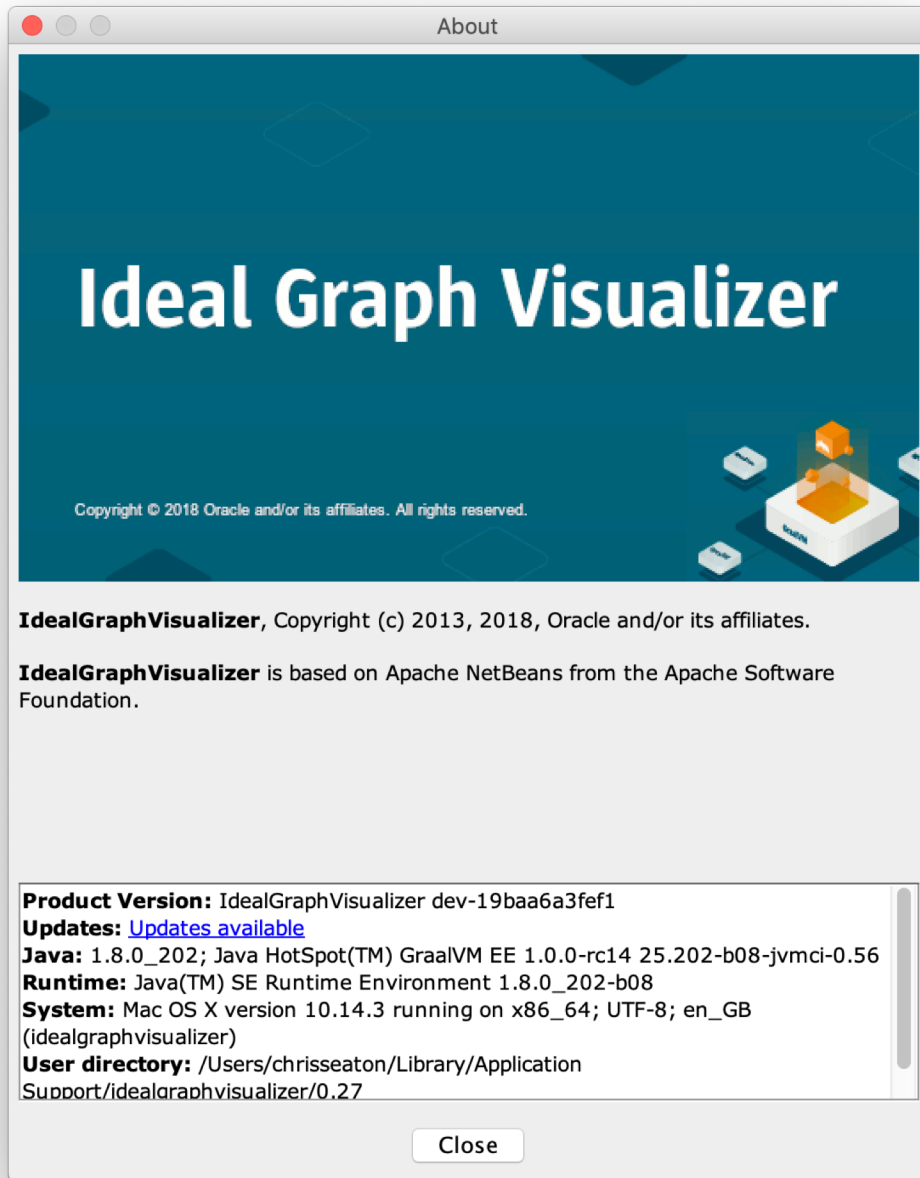 About
Ideal Graph Visualizer
Copyright © 2018 Oracle and/or its affiliates. All rights reserved.
IdealGraphVisualizer, Copyright (c) 2013, 2018, Oracle and/or its affiliates.
IdealGraphVisualizer is based on Apache NetBeans from the Apache Software
Foundation.
Product Version: IdealGraphVisualizer dev-19baa6a3fef1
Updates: Updates available
Java: 1.8.0_202; Java HotSpot(TM) GraalVM EE 1.0.0-rc14 25.202-b08-jvmci-0.56
Runtime: Java(TM) SE Runtime Environment 1.8.0_202-b08
System: Mac OS X version 10.14.3 running on x86_64; UTF-8; en_GB
(idealgraphvisualizer)
User directory: /Users/chrisseaton/Library/Application
Support/idealgraphvisualizer/0.27
Close